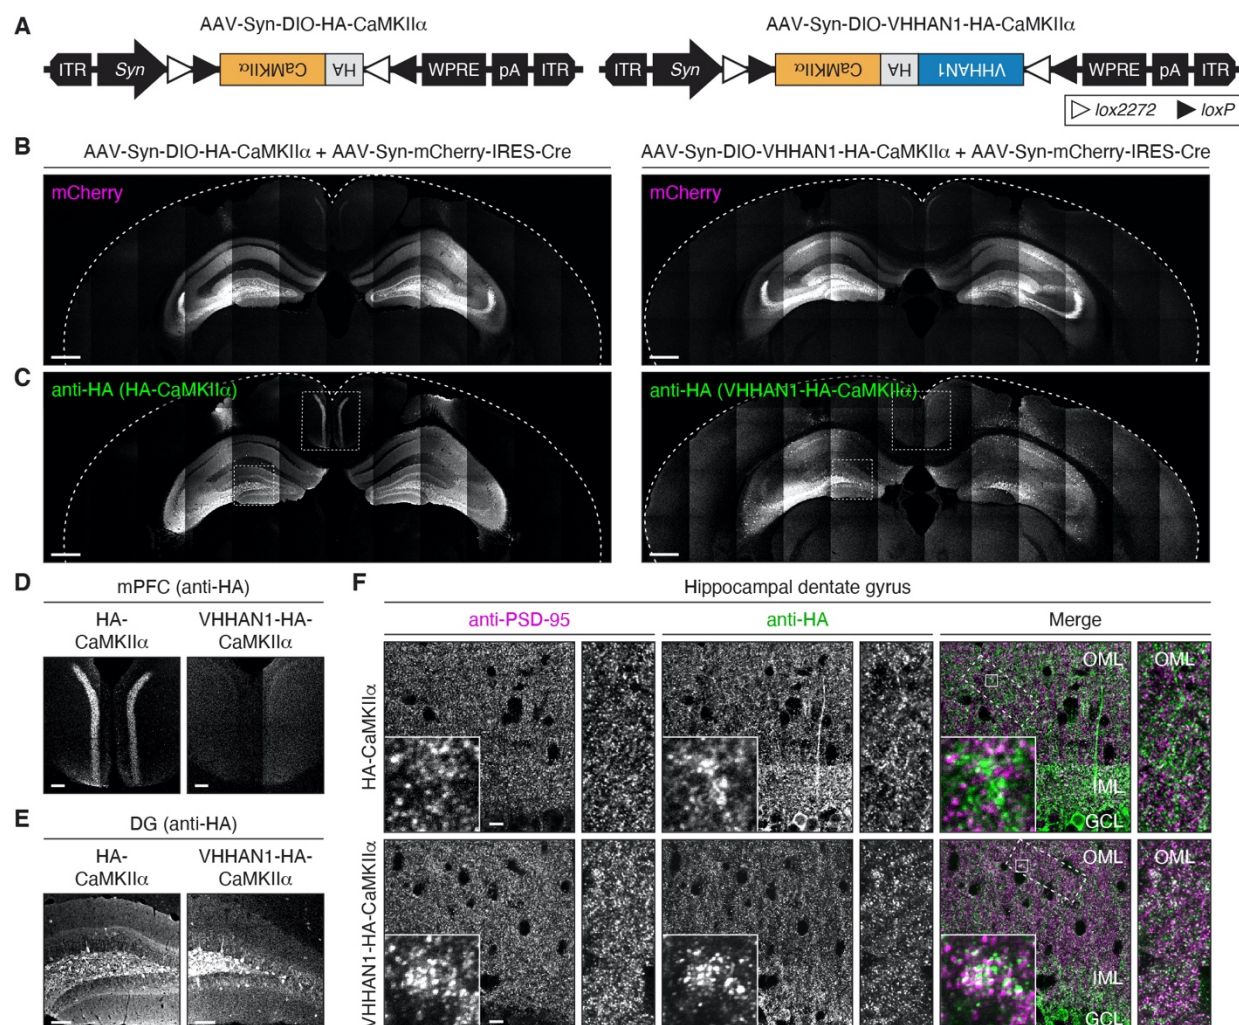 A
AAV-Syn-DIO-HA-CaMKIIα
AAV-Syn-DIO-VHHAN1-HA-CaMKIIα
ITR Syn CaMKIIα HA WPRE pA ITR
ITR Syn CaMKIIα HA VHHAN1 WPRE pA ITR
lox2272 loxP
B
AAV-Syn-DIO-HA-CaMKIIα + AAV-Syn-mCherry-IRES-Cre
AAV-Syn-DIO-VHHAN1-HA-CaMKIIα + AAV-Syn-mCherry-IRES-Cre
mCherry
mCherry
C
anti-HA (HA-CaMKIIα)
anti-HA (VHHAN1-HA-CaMKIIα)
D
mPFC (anti-HA)
HA-
CaMKIIα
VHHAN1-HA-
CaMKIIα
E
DG (anti-HA)
HA-
CaMKIIα
VHHAN1-HA-
CaMKIIα
F
Hippocampal dentate gyrus
anti-PSD-95
anti-HA
Merge
HA-CaMKIIα
OML
OML
IML
GCL
VHHAN1-HA-CaMKIIα
OML
OML
IML
GCL